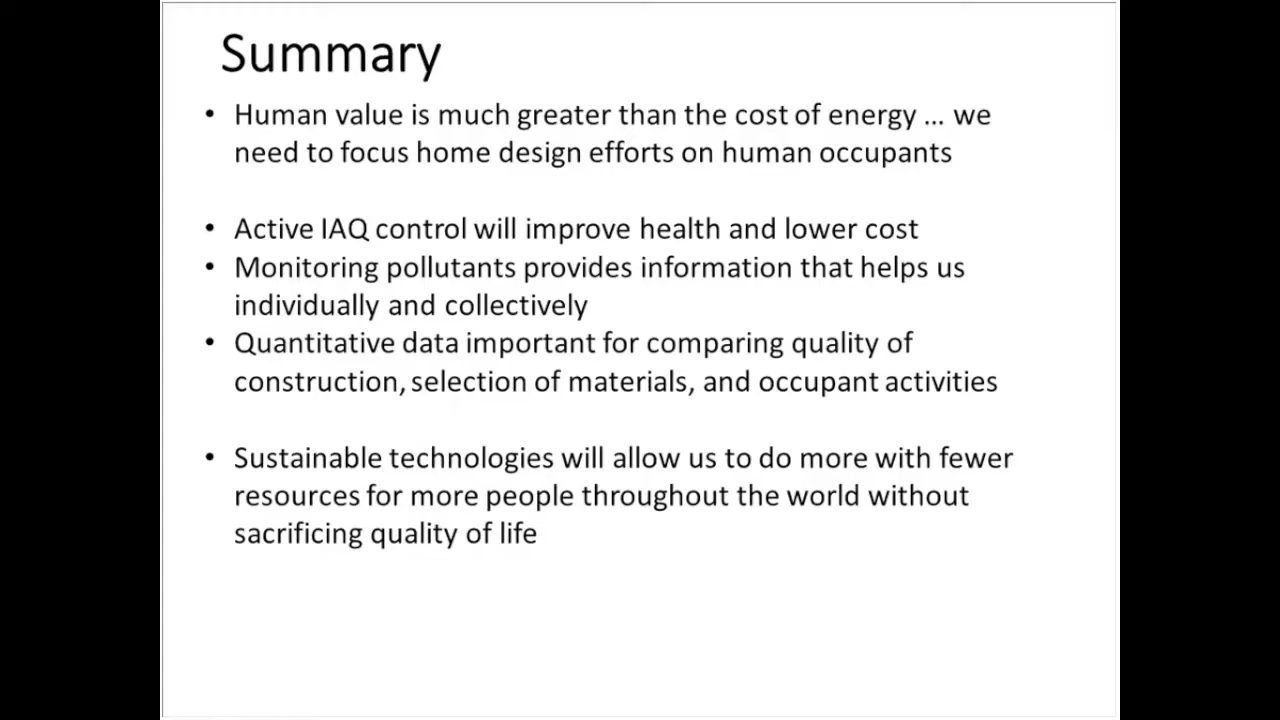 Summary
• Human value is much greater than the cost of energy ... we
need to focus home design efforts on human occupants
• Active IAQ control will improve health and lower cost
• Monitoring pollutants provides information that helps us
individually and collectively
• Quantitative data important for comparing quality of
construction, selection of materials, and occupant activities
• Sustainable technologies will allow us to do more with fewer
resources for more people throughout the world without
sacrificing quality of life